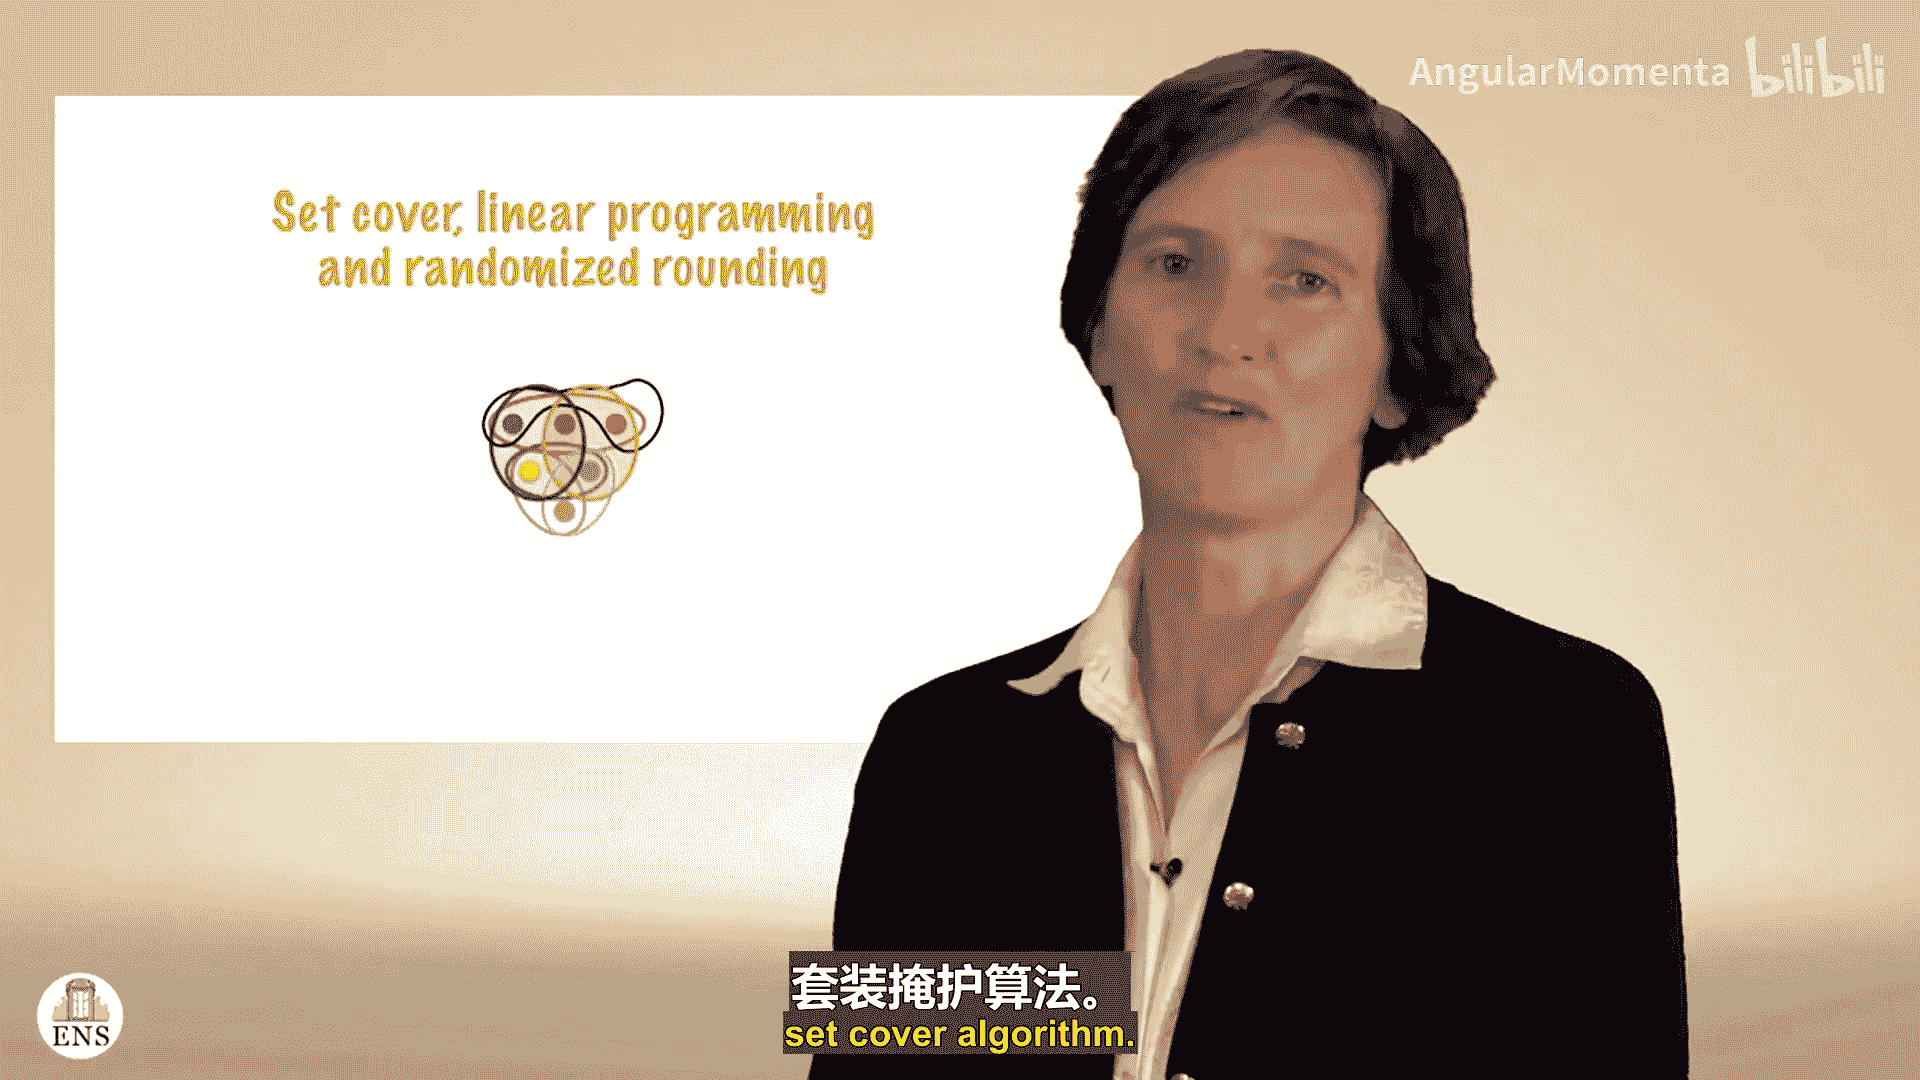 AngularMomenta bilibili
Set cover, linear programming
and randomized rounding
套装掩护算法。
set cover algorithm.
ENS